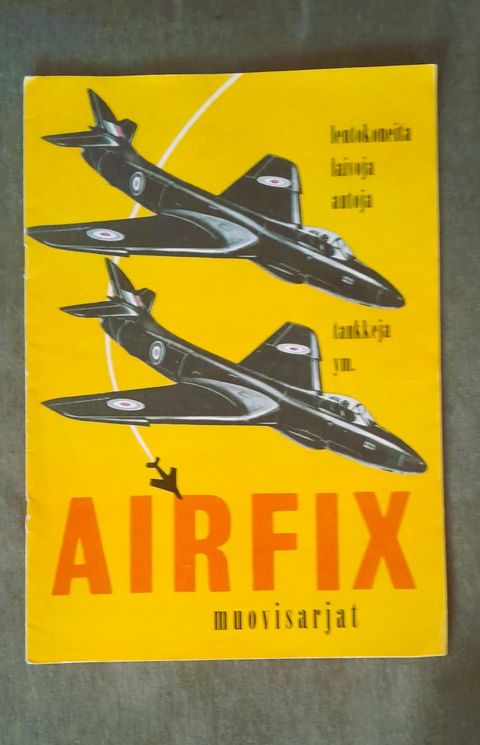 lentokoneita
laivoja
autoja
tankkeja
ym.
AIRFIX
muovisarjat